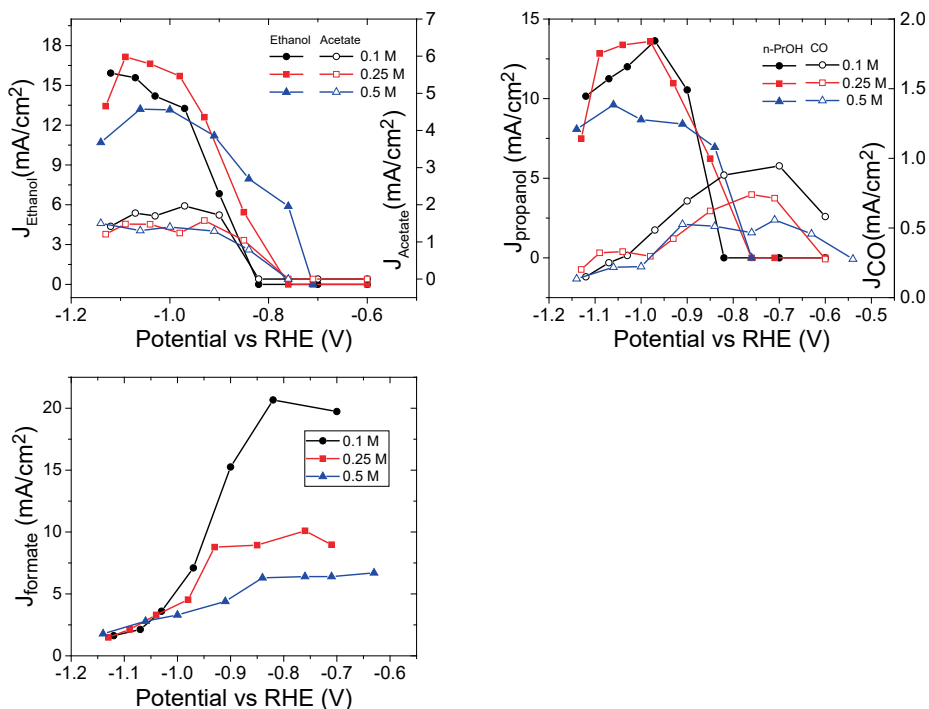 18
15
12
9
6
3
0
J_Ethanol(mA/cm²)
7
6
5
4
3
2
1
0
J_Acetate(mA/cm²)
Ethanol Acetate
0.1 M
0.25 M
0.5 M
-1.2 -1.1 -1.0 -0.9 -0.8 -0.7 -0.6 -0.5
Potential vs RHE (V)
15
10
5
0
J_propanol (mA/cm²)
2.0
1.5
1.0
0.5
0.0
JCO(mA/cm²)
n-PrOH CO
0.1 M
0.25 M
0.5 M
-1.2 -1.1 -1.0 -0.9 -0.8 -0.7 -0.6 -0.5
Potential vs RHE (V)
20
15
10
5
0
J_formate (mA/cm²)
0.1 M
0.25 M
0.5 M
-1.2 -1.1 -1.0 -0.9 -0.8 -0.7 -0.6
Potential vs RHE (V)